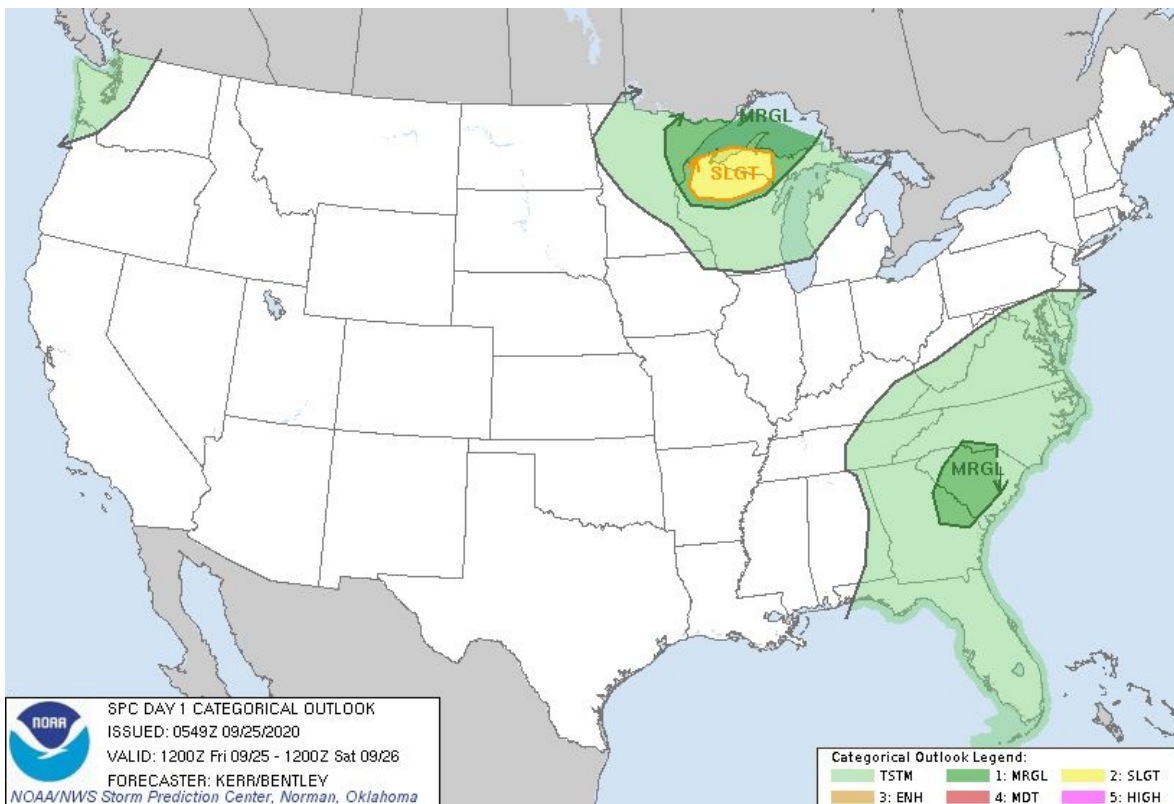 MRGL
SLGT
MRGL
SPC DAY 1 CATEGORICAL OUTLOOK
ISSUED: 0549Z 09/25/2020
VALID: 1200Z Fri 09/25 - 1200Z Sat 09/26
FORECASTER: KERR/BENTLEY
NOAA/NWS Storm Prediction Center, Norman, Oklahoma
NOAA
Categorical Outlook Legend:
TSTM 1: MRGL 2: SLGT
3: ENH 4: MDT 5: HIGH